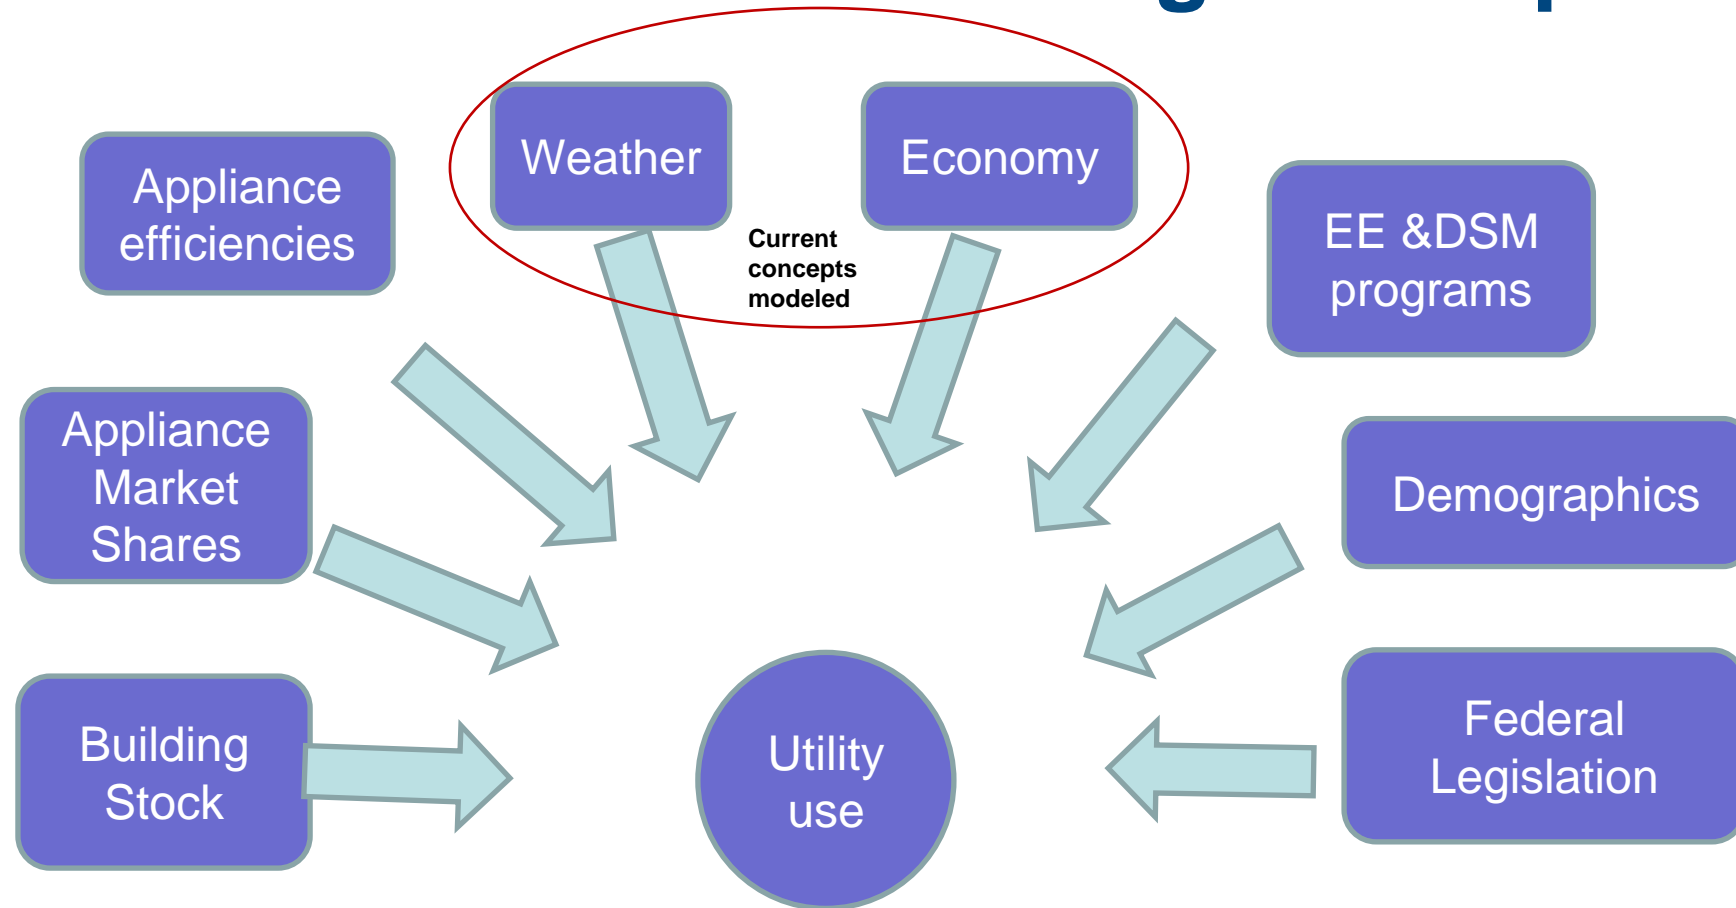 Weather
Economy
Appliance
efficiencies
EE &DSM
programs
Current
concepts
modeled
Appliance
Market
Shares
Demographics
Building
Stock
Utility
use
Federal
Legislation